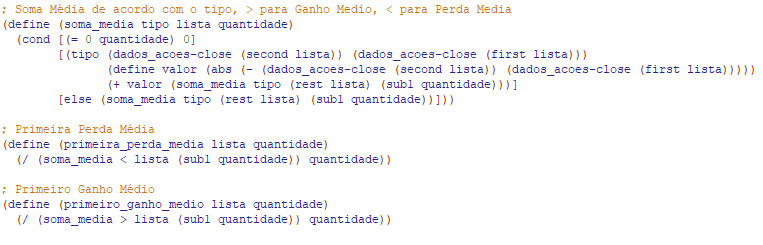 ; Soma Média de acordo com o tipo, > para Ganho Medio, < para Perda Media
(define (soma_media tipo lista quantidade)
  (cond [(= 0 quantidade) 0]
        [(tipo (dados_acoes-close (second lista)) (dados_acoes-close (first lista)))
               (define valor (abs (- (dados_acoes-close (second lista)) (dados_acoes-close (first lista)))))
               (+ valor (soma_media tipo (rest lista) (sub1 quantidade)))]
        [else (soma_media tipo (rest lista) (sub1 quantidade))]))

; Primeira Perda Média
(define (primeira_perda_media lista quantidade)
  (/ (soma_media < lista (sub1 quantidade)) quantidade))

; Primeiro Ganho Médio
(define (primeiro_ganho_medio lista quantidade)
  (/ (soma_media > lista (sub1 quantidade)) quantidade))